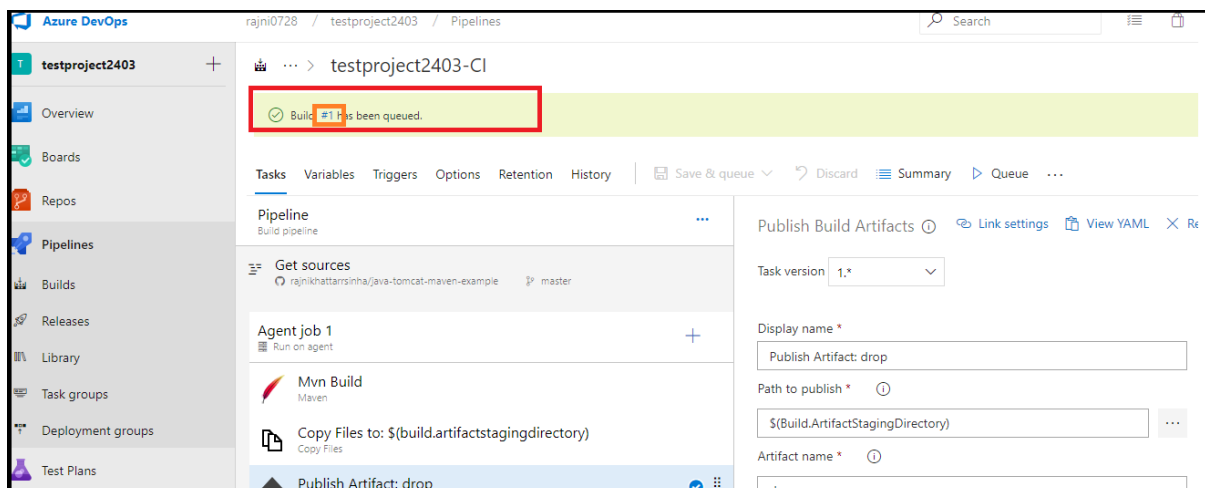 Azure DevOps
rajni0728 / testproject2403 / Pipelines
Search
T testproject2403
Overview
Boards
Repos
Pipelines
Builds
Releases
Library
Task groups
Deployment groups
Test Plans
··· > testproject2403-CI
Build #1 has been queued.
Tasks Variables Triggers Options Retention History Save & queue Discard Summary Queue ...
Pipeline
Build pipeline
Get sources
rajnikhattarrsinha/java-tomcat-maven-example master
Agent job 1
Run on agent
Mvn Build
Maven
Copy Files to: $(build.artifactstagingdirectory)
Copy Files
Publish Artifact: drop
Publish Build Artifacts Link settings View YAML Re
Task version 1.*
Display name *
Publish Artifact: drop
Path to publish *
$(Build.ArtifactStagingDirectory)
Artifact name *